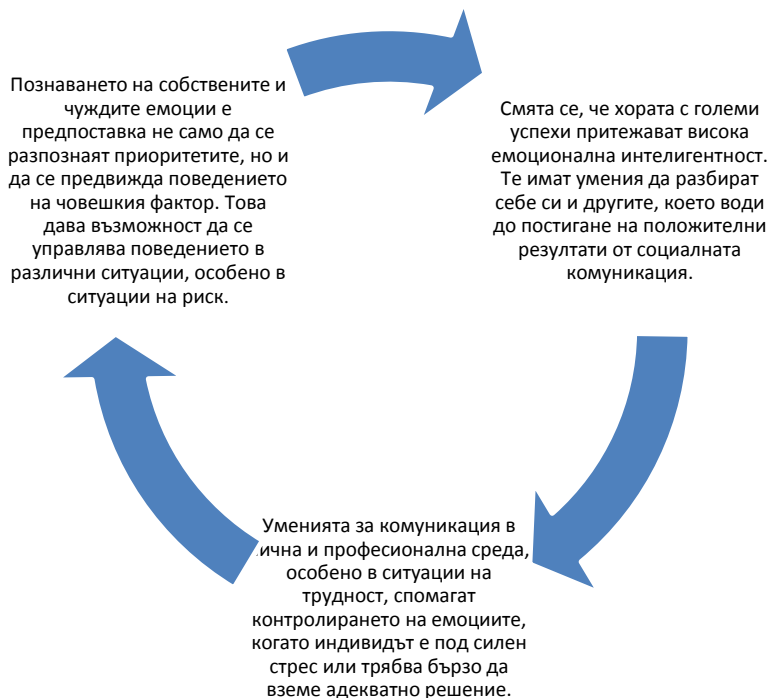 Познаването на собствените и
чуждите емоции е
предпоставка не само да се
разпознаят приоритетите, но и
да се предвижда поведението
на човешкия фактор. Това
дава възможност да се
управлява поведението в
различни ситуации, особено в
ситуации на риск.
Смята се, че хората с големи
успехи притежават висока
емоционална интелигентност.
Те имат умения да разбират
себе си и другите, което води
до постигане на положителни
резултати от социалната
комуникация.
Уменията за комуникация в
ична и професионална среда,
особено в ситуации на
трудност, спомагат
контролирането на емоциите,
когато индивидът е под силен
стрес или трябва бързо да
вземе адекватно решение.